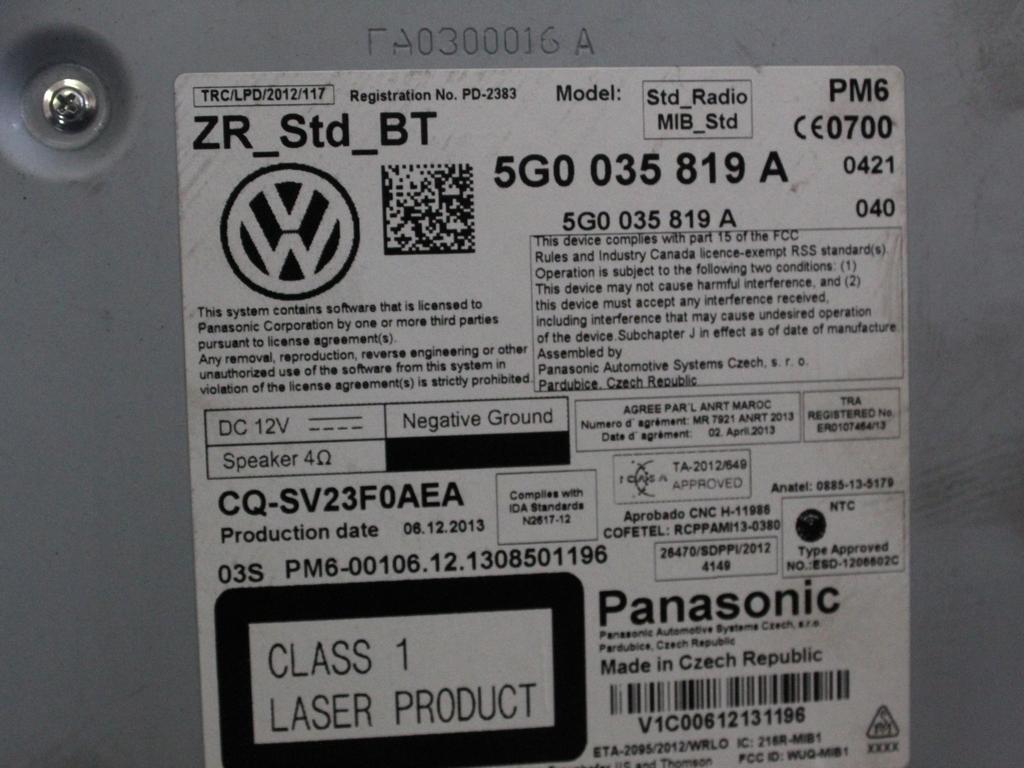 FA0300016 A
TRC/LPD/2012/117 Registration No. PD-2383 Model: Std_Radio MIB_Std PM6
ZR_Std_BT
CE0700
5G0 035 819 A 0421
5G0 035 819 A 040
This device complies with part 15 of the FCC
Rules and Industry Canada licence-exempt RSS standard(s).
Operation is subject to the following two conditions: (1)
This device may not cause harmful interference, and (2)
this device must accept any interference received,
including interference that may cause undesired operation
of the device.Subchapter J in effect as of date of manufacture
Assembled by
Panasonic Automotive Systems Czech, s. r. o.
Pardubice, Czech Republic
This system contains software that is licensed to
Panasonic Corporation by one or more third parties
pursuant to license agreement(s).
Any removal, reproduction, reverse engineering or other
unauthorized use of the software from this system in
violation of the license agreement(s) is strictly prohibited.
DC 12V Negative Ground
Speaker 4Ω
AGREE PAR'L ANRT MAROC
Numero d'agrément: MR 7921 ANRT 2013
Date d'agrément: 02. April.2013
TRA
REGISTERED No.
ER0107464/13
CQ-SV23F0AEA
Production date 06.12.2013
Complies with
IDA Standards
N2617-12
ICASA TA-2012/649
APPROVED
Anatel: 0885-13-5179
Aprobado CNC H-11986
COFETEL: RCPPAMI13-0380
26470/SDPPI/2012
4149
NTC
Type Approved
NO.:ESD-1206602C
03S PM6-00106.12.1308501196
CLASS 1
LASER PRODUCT
Panasonic
Panasonic Automotive Systems Czech, s.r.o.
Pardubice, Czech Republic
Made in Czech Republic
V1C00612131196
ETA-2095/2012/WRLO IC: 216R-MIB1
IIS and Thomson FCC ID: WUQ-MIB1
XXXX